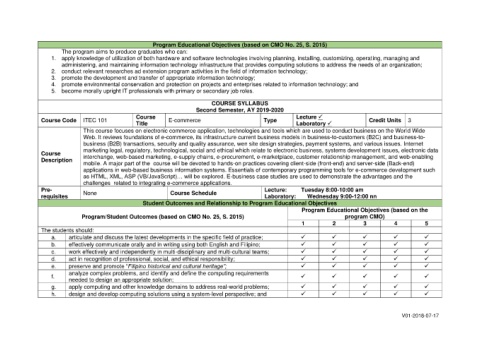 Program Educational Objectives (based on CMO No. 25, S. 2015)
The program aims to produce graduates who can:
1. apply knowledge of utilization of both hardware and software technologies involving planning, installing, customizing, operating, managing and
administering, and maintaining information technology infrastructure that provides computing solutions to address the needs of an organization;
2. conduct relevant researches ad extension program activities in the field of information technology;
3. promote the development and transfer of appropriate information technology;
4. promote environmental conservation and protection on projects and technologies related to information technology; and
5. become morally upright IT professionals with primary or secondary job roles.
COURSE SYLLABUS
Second Semester, AY 2019-2020
Course Code ITEC 101 Course Title E-commerce Type Lecture ✓ Laboratory ✓ Credit Units 3
Course Description
This course focuses on electronic commerce application, technologies and tools which are used to conduct business on the World Wide
Web. It reviews foundations of e-commerce, its infrastructure current business models in business-to-customers (B2C) and business-to-
business (B2B) transactions, security and quality assurance, wen site design strategies, payment systems, and various issues. Internet
marketing legal, regulatory, technological, social and ethical which relate to electronic business, systems development issues, electronic data
interchange, web-based marketing, e-supply chains, e-procurement, e-marketplace, customer relationship management, and web-enabling
mobile. A major part of the course will be devoted to hands-on practices covering client-side (front-end) and server-side (Back-end)
applications in web-based business information systems. Essentials of contemporary programming tools for e-commerce development such
as HTML, XML, ASP (VB/JavaScript)... will be explored. E-business case studies are used to demonstrate the advantages and the
challenges related to integrating e-commerce applications.
Pre-requisites None Course Schedule Lecture: Tuesday 8:00-10:00 am
Laboratory: Wednesday 9:00-12:00 nn
Student Outcomes and Relationship to Program Educational Objectives
Program/Student Outcomes (based on CMO No. 25, S. 2015) Program Educational Objectives (based on the program CMO)
1 2 3 4 5
The students should:
a. articulate and discuss the latest developments in the specific field of practice; ✓ ✓ ✓ ✓ ✓
b. effectively communicate orally and in writing using both English and Filipino; ✓ ✓ ✓ ✓ ✓
c. work effectively and independently in multi-disciplinary and multi-cultural teams; ✓ ✓ ✓ ✓ ✓
d. act in recognition of professional, social, and ethical responsibility; ✓ ✓ ✓ ✓ ✓
e. preserve and promote "Filipino historical and cultural heritage"; ✓ ✓ ✓ ✓ ✓
f. analyze complex problems, and identify and define the computing requirements
needed to design an appropriate solution; ✓ ✓ ✓ ✓ ✓
g. apply computing and other knowledge domains to address real-world problems; ✓ ✓ ✓ ✓ ✓
h. design and develop computing solutions using a system-level perspective; and ✓ ✓ ✓ ✓ ✓
V01-2018-07-17